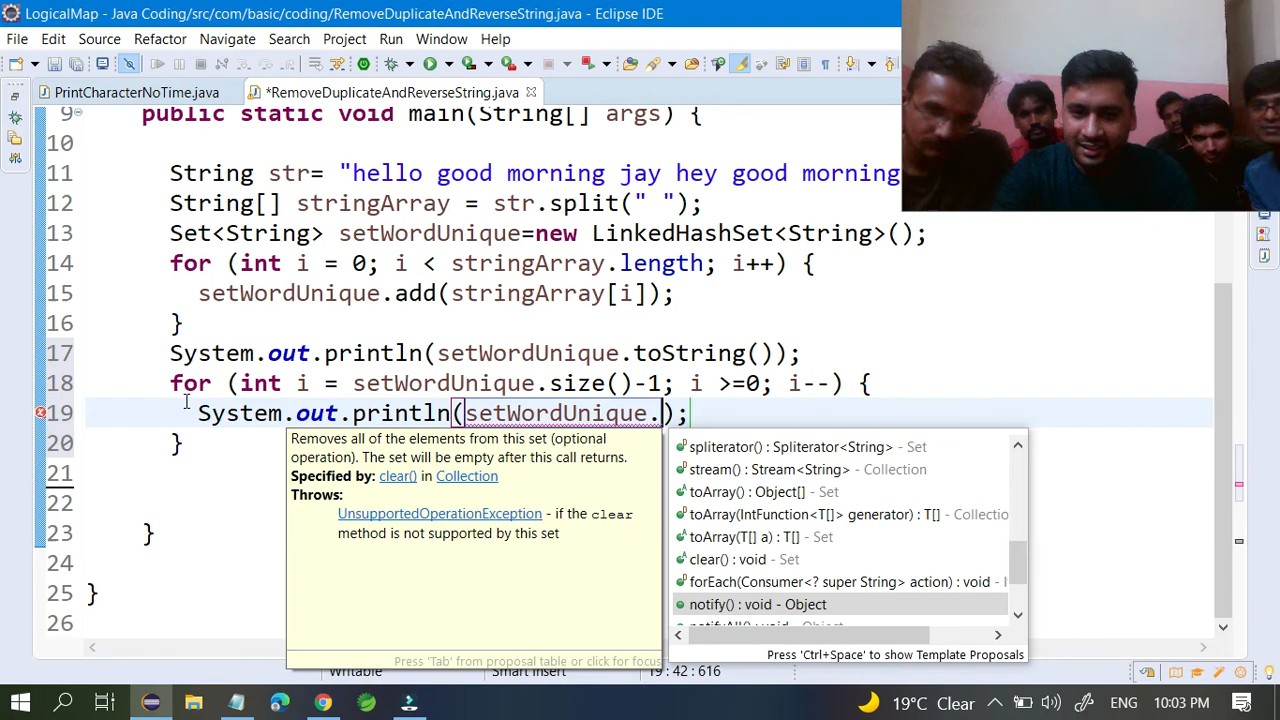 LogicalMap - Java Coding/src/com/basic/coding/RemoveDuplicateAndReverseString.java - Eclipse IDE
File Edit Source Refactor Navigate Search Project Run Window Help
PrintCharacterNoTime.java *RemoveDuplicateAndReverseString.java
9 public static void main(String[] args) {
10
11 String str= "hello good morning jay hey good morning
12 String[] stringArray = str.split(" ");
13 Set<String> setWordUnique=new LinkedHashSet<String>();
14 for (int i = 0; i < stringArray.length; i++) {
15 setWordUnique.add(stringArray[i]);
16 }
17 System.out.println(setWordUnique.toString());
18 for (int i = setWordUnique.size()-1; i >=0; i--) {
19 System.out.println(setWordUnique.);
20 }
21
22
23 }
24
25 }
26
Removes all of the elements from this set (optional
operation). The set will be empty after this call returns.
Specified by: clear() in Collection
Throws:
UnsupportedOperationException - if the clear
method is not supported by this set
Press 'Tab' from proposal table or click for focus
spliterator() : Spliterator<String> - Set
stream() : Stream<String> - Collection
toArray() : Object[] - Set
toArray(IntFunction<T[]> generator) : T[] - Collectio
toArray(T[] a) : T[] - Set
clear() : void - Set
forEach(Consumer<? super String> action) : void - I
notify() : void - Object
notifyAll() : void - Object
Press 'Ctrl+Space' to show Template Proposals
Writable Smart Insert 19 : 42 : 616
19°C Clear ENG 10:03 PM